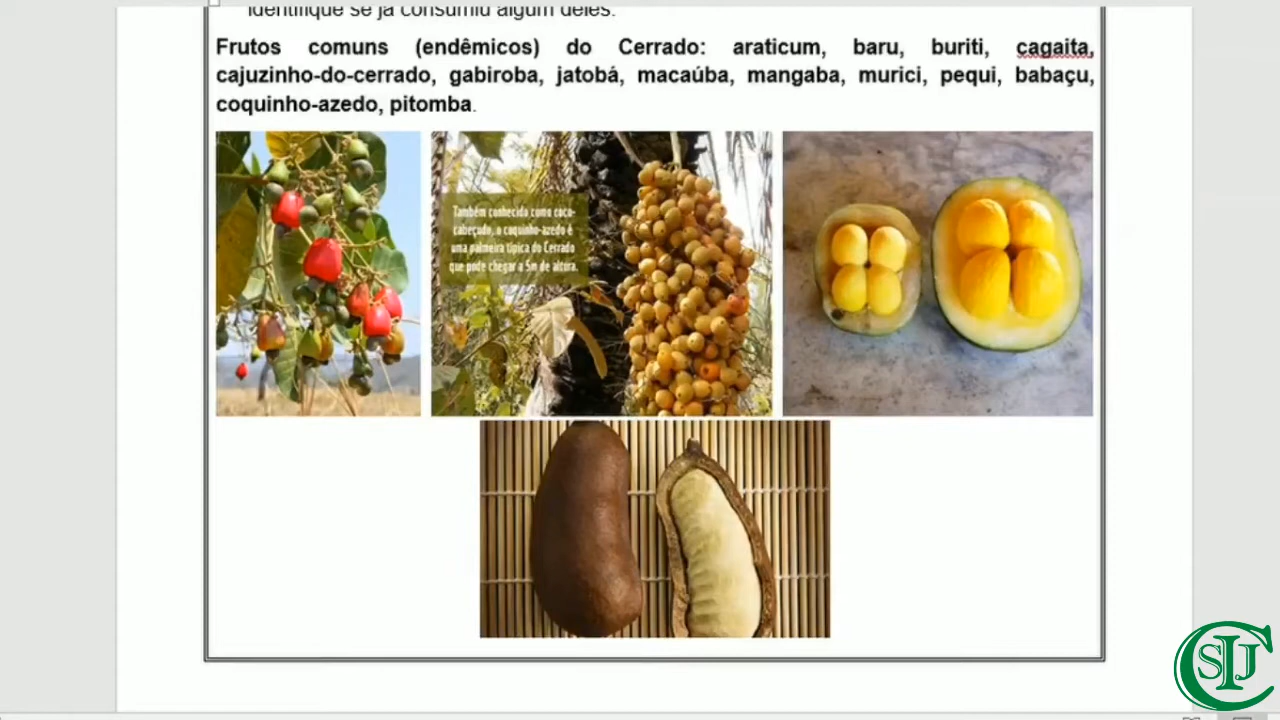 identifique se já consumiu algum deles.
Frutos comuns (endêmicos) do Cerrado: araticum, baru, buriti, cagaita,
cajuzinho-do-cerrado, gabiroba, jatobá, macaúba, mangaba, murici, pequi, babaçu,
coquinho-azedo, pitomba.
Também conhecido como coco-
cabeçudo, o coquinho-azedo é
uma palmeira típica do Cerrado
que pode chegar a 5m de altura.
CSIJ